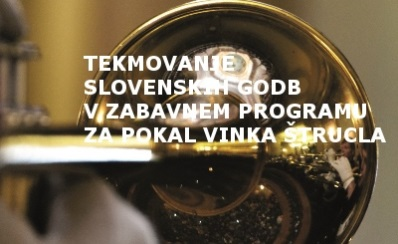 TEKMOVANJE
SLOVENSKIH GODB
V ZABAVNEM PROGRAMU
ZA POKAL VINKA ŠTRUCLA